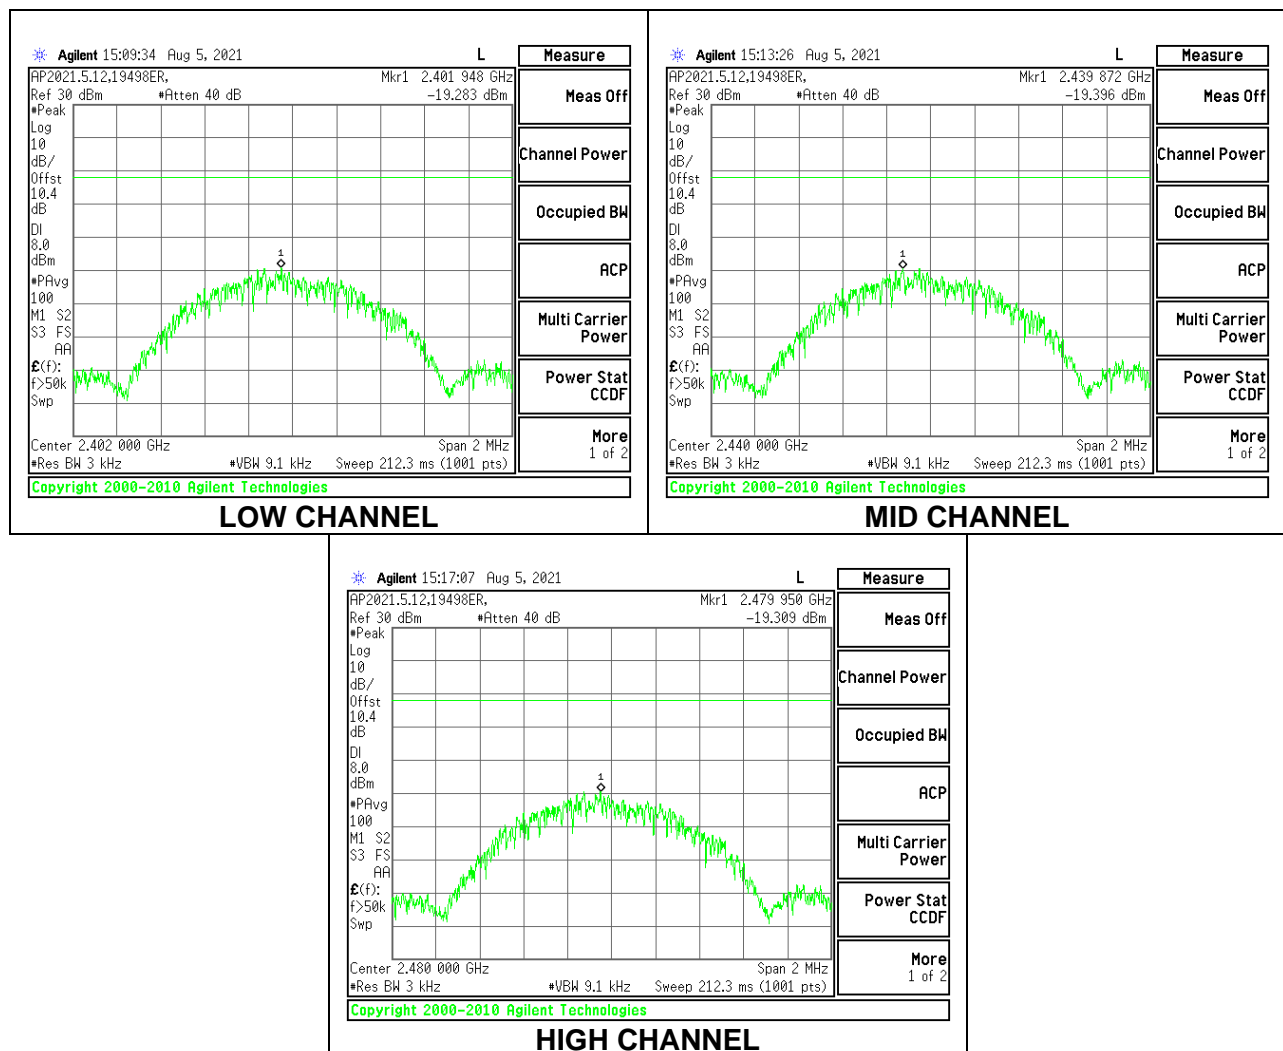 Agilent 15:09:34 Aug 5, 2021 L Measure
AP2021.5.12,19498ER, Mkr1 2.401 948 GHz
Ref 30 dBm #Atten 40 dB -19.283 dBm
Meas Off
#Peak
Log
10
dB/
Offst
10.4
dB
DI
8.0
dBm
#PAvg
100
M1 S2
S3 FS
AA
£(f):
f>50k
Swp
1
Channel Power
Occupied BW
ACP
Multi Carrier
Power
Power Stat
CCDF
More
1 of 2
Center 2.402 000 GHz Span 2 MHz
#Res BW 3 kHz #VBW 9.1 kHz Sweep 212.3 ms (1001 pts)
Copyright 2000-2010 Agilent Technologies
LOW CHANNEL
Agilent 15:13:26 Aug 5, 2021 L Measure
AP2021.5.12,19498ER, Mkr1 2.439 872 GHz
Ref 30 dBm #Atten 40 dB -19.396 dBm
Meas Off
#Peak
Log
10
dB/
Offst
10.4
dB
DI
8.0
dBm
#PAvg
100
M1 S2
S3 FS
AA
£(f):
f>50k
Swp
1
Channel Power
Occupied BW
ACP
Multi Carrier
Power
Power Stat
CCDF
More
1 of 2
Center 2.440 000 GHz Span 2 MHz
#Res BW 3 kHz #VBW 9.1 kHz Sweep 212.3 ms (1001 pts)
Copyright 2000-2010 Agilent Technologies
MID CHANNEL
Agilent 15:17:07 Aug 5, 2021 L Measure
AP2021.5.12,19498ER, Mkr1 2.479 950 GHz
Ref 30 dBm #Atten 40 dB -19.309 dBm
Meas Off
#Peak
Log
10
dB/
Offst
10.4
dB
DI
8.0
dBm
#PAvg
100
M1 S2
S3 FS
AA
£(f):
f>50k
Swp
1
Channel Power
Occupied BW
ACP
Multi Carrier
Power
Power Stat
CCDF
More
1 of 2
Center 2.480 000 GHz Span 2 MHz
#Res BW 3 kHz #VBW 9.1 kHz Sweep 212.3 ms (1001 pts)
Copyright 2000-2010 Agilent Technologies
HIGH CHANNEL